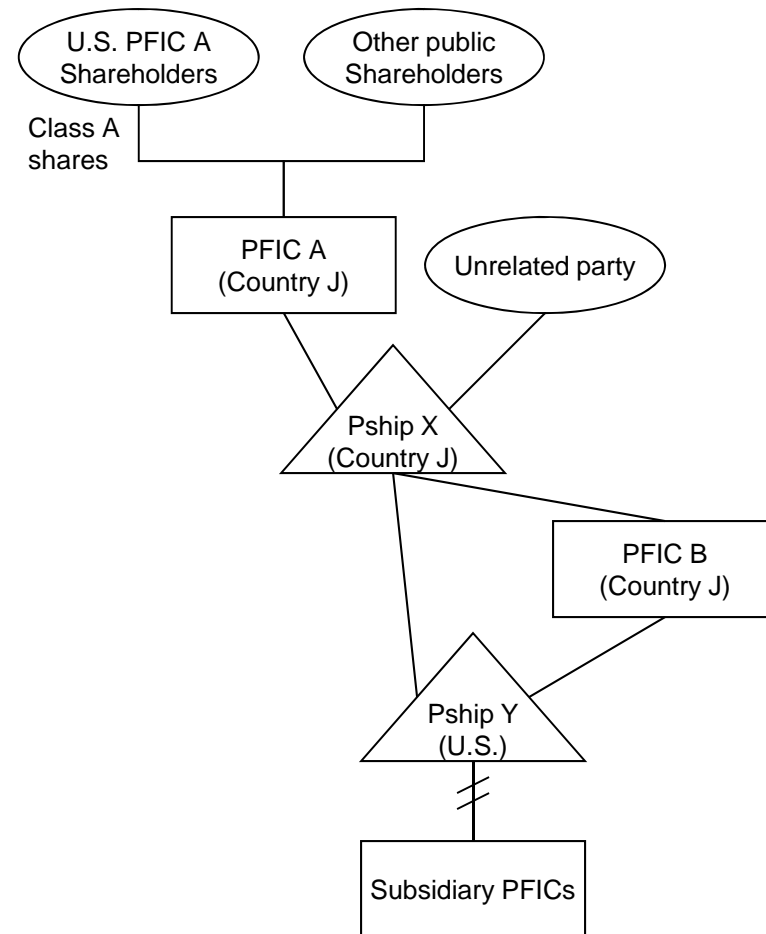 U.S. PFIC A
Shareholders
Other public
Shareholders
Class A
shares
PFIC A
(Country J)
Unrelated party
Pship X
(Country J)
PFIC B
(Country J)
Pship Y
(U.S.)
Subsidiary PFICs